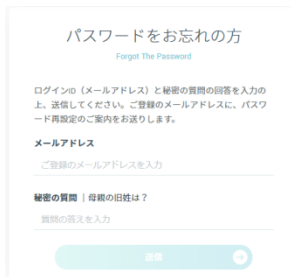 パスワードをお忘れの方
Forgot The Password
ログインID（メールアドレス）と秘密の質問の回答を入力の
上、送信してください。ご登録のメールアドレスに、パスワ
ード再設定のご案内をお送りします。
メールアドレス
ご登録のメールアドレスを入力
秘密の質問 ｜母親の旧姓は？
質問の答えを入力
送信